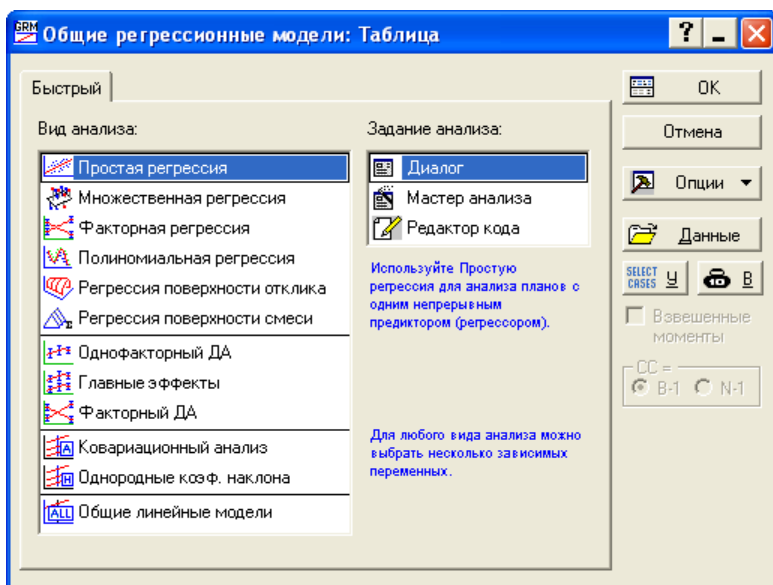 GRM Общие регрессионные модели: Таблица ?
Быстрый
Вид анализа:
Простая регрессия
Множественная регрессия
Факторная регрессия
Полиномиальная регрессия
Регрессия поверхности отклика
Регрессия поверхности смеси
Однофакторный ДА
Главные эффекты
Факторный ДА
A Ковариационный анализ
H Однородные коэф. наклона
ALL Общие линейные модели
Задание анализа:
Диалог
Мастер анализа
Редактор кода
Используйте Простую
регрессия для анализа планов с
одним непрерывным
предиктором (регрессором).
Для любого вида анализа можно
выбрать несколько зависимых
переменных.
ОК
Отмена
Опции
Данные
SELECT CASES У
В
Взвешенные
моменты
СС =
В-1 N-1